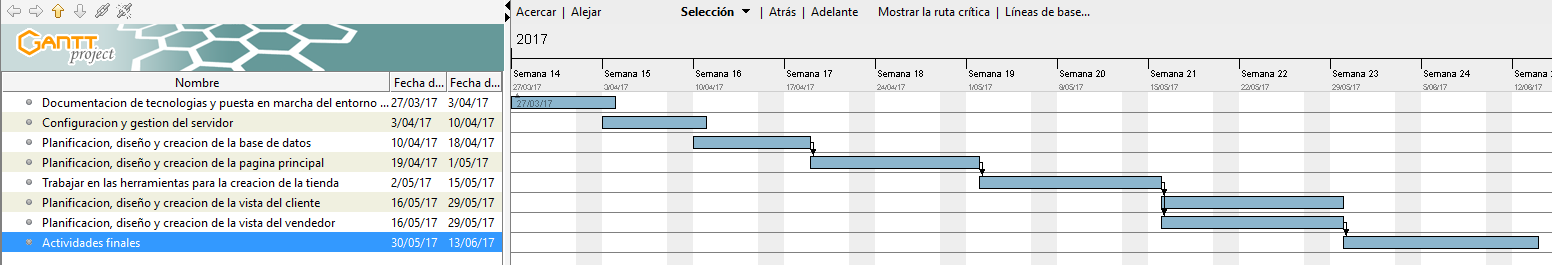 Acercar | Alejar Selección | Atrás | Adelante Mostrar la ruta crítica | Líneas de base...
GANTT project
2017
Nombre Fecha d... Fecha d...
Semana 14 Semana 15 Semana 16 Semana 17 Semana 18 Semana 19 Semana 20 Semana 21 Semana 22 Semana 23 Semana 24 Semana
27/03/17 3/04/17 10/04/17 17/04/17 24/04/17 1/05/17 8/05/17 15/05/17 22/05/17 29/05/17 5/06/17 12/06/17
Documentacion de tecnologias y puesta en marcha del entorno ... 27/03/17 3/04/17
27/03/17
Configuracion y gestion del servidor 3/04/17 10/04/17
Planificacion, diseño y creacion de la base de datos 10/04/17 18/04/17
Planificacion, diseño y creacion de la pagina principal 19/04/17 1/05/17
Trabajar en las herramientas para la creacion de la tienda 2/05/17 15/05/17
Planificacion, diseño y creacion de la vista del cliente 16/05/17 29/05/17
Planificacion, diseño y creacion de la vista del vendedor 16/05/17 29/05/17
Actividades finales 30/05/17 13/06/17